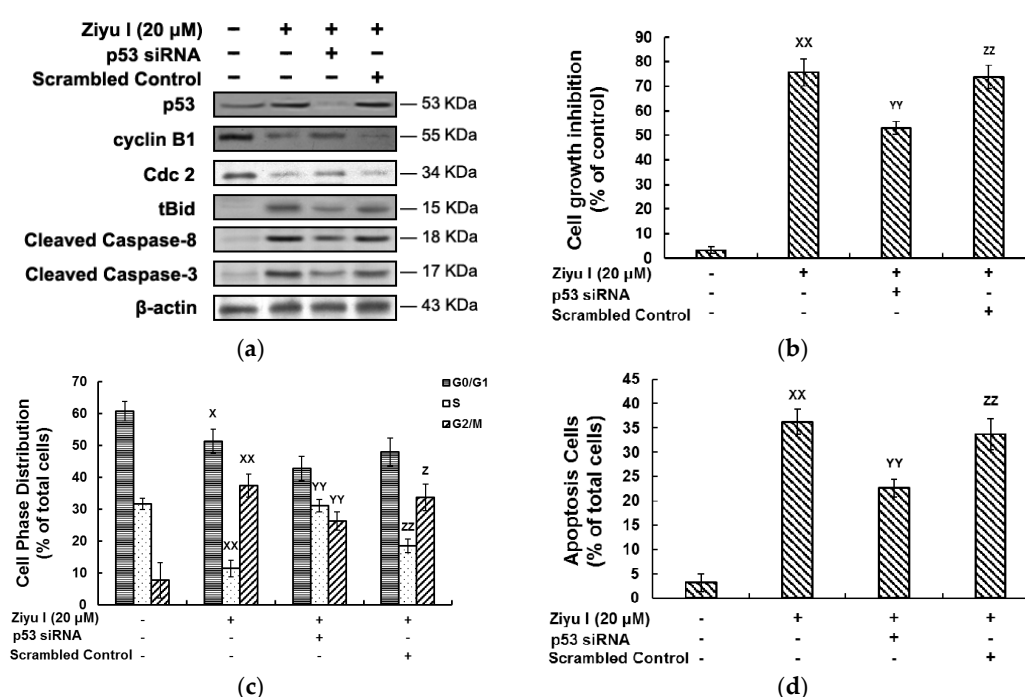 Ziyu I (20 μM) - + + +
p53 siRNA - - + -
Scrambled Control - - - +
p53 53 KDa
cyclin B1 55 KDa
Cdc 2 34 KDa
tBid 15 KDa
Cleaved Caspase-8 18 KDa
Cleaved Caspase-3 17 KDa
β-actin 43 KDa
(a)
Cell growth inhibition
(% of control)
90
80
70
60
50
40
30
20
10
0
XX
YY
ZZ
Ziyu I (20 μM) - + + +
p53 siRNA - - + -
Scrambled Control - - - +
(b)
Cell Phase Distribution
(% of total cells)
70
60
50
40
30
20
10
0
G0/G1
S
G2/M
X
XX
XX
YY
YY
ZZ
Z
Ziyu I (20 μM) - + + +
p53 siRNA - - + -
Scrambled Control - - - +
(c)
Apoptosis Cells
(% of total cells)
45
40
35
30
25
20
15
10
5
0
XX
YY
ZZ
Ziyu I (20 μM) - + + +
p53 siRNA - - + -
Scrambled Control - - - +
(d)